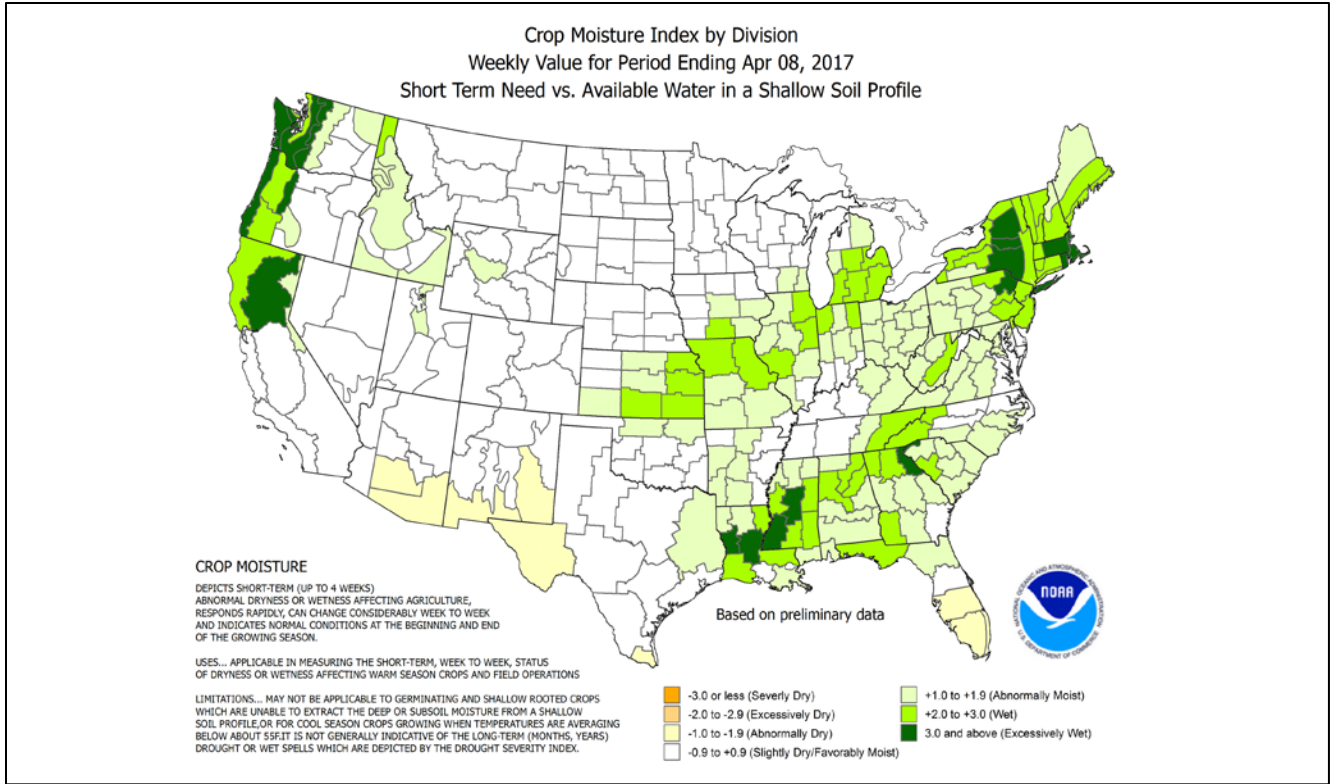 Crop Moisture Index by Division
Weekly Value for Period Ending Apr 08, 2017
Short Term Need vs. Available Water in a Shallow Soil Profile
CROP MOISTURE
DEPICTS SHORT-TERM (UP TO 4 WEEKS)
ABNORMAL DRYNESS OR WETNESS AFFECTING AGRICULTURE,
RESPONDS RAPIDLY, CAN CHANGE CONSIDERABLY WEEK TO WEEK
AND INDICATES NORMAL CONDITIONS AT THE BEGINNING AND END
OF THE GROWING SEASON.
USES... APPLICABLE IN MEASURING THE SHORT-TERM, WEEK TO WEEK, STATUS
OF DRYNESS OR WETNESS AFFECTING WARM SEASON CROPS AND FIELD OPERATIONS
LIMITATIONS... MAY NOT BE APPLICABLE TO GERMINATING AND SHALLOW ROOTED CROPS
WHICH ARE UNABLE TO EXTRACT THE DEEP OR SUBSOIL MOISTURE FROM A SHALLOW
SOIL PROFILE,OR FOR COOL SEASON CROPS GROWING WHEN TEMPERATURES ARE AVERAGING
BELOW ABOUT 55F.IT IS NOT GENERALLY INDICATIVE OF THE LONG-TERM (MONTHS, YEARS)
DROUGHT OR WET SPELLS WHICH ARE DEPICTED BY THE DROUGHT SEVERITY INDEX.
Based on preliminary data
NATIONAL OCEANIC AND ATMOSPHERIC ADMINISTRATION
NOAA
U.S. DEPARTMENT OF COMMERCE
-3.0 or less (Severly Dry)
-2.0 to -2.9 (Excessively Dry)
-1.0 to -1.9 (Abnormally Dry)
-0.9 to +0.9 (Slightly Dry/Favorably Moist)
+1.0 to +1.9 (Abnormally Moist)
+2.0 to +3.0 (Wet)
3.0 and above (Excessively Wet)